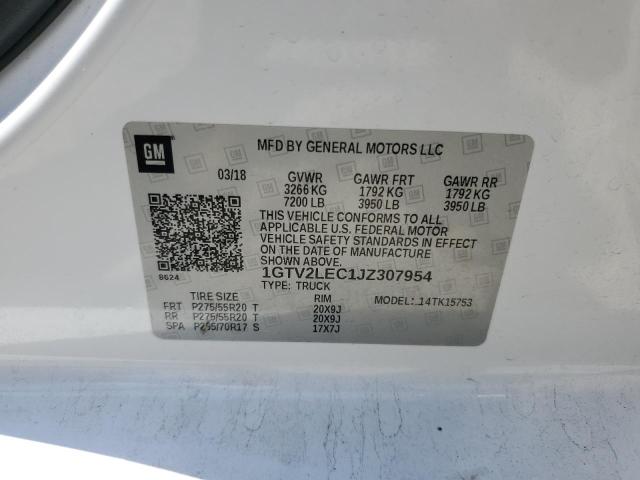 GM
MFD BY GENERAL MOTORS LLC
03/18 GVWR GAWR FRT GAWR RR
3266 KG 1792 KG 1792 KG
7200 LB 3950 LB 3950 LB
THIS VEHICLE CONFORMS TO ALL
APPLICABLE U.S. FEDERAL MOTOR
VEHICLE SAFETY STANDARDS IN EFFECT
ON THE DATE OF MANUFACTURE SHOWN
ABOVE.
8624
1GTV2LEC1JZ307954
TYPE: TRUCK
TIRE SIZE RIM MODEL: 14TK15753
FRT P275/55R20 T 20X9J
RR P275/55R20 T 20X9J
SPA P255/70R17 S 17X7J